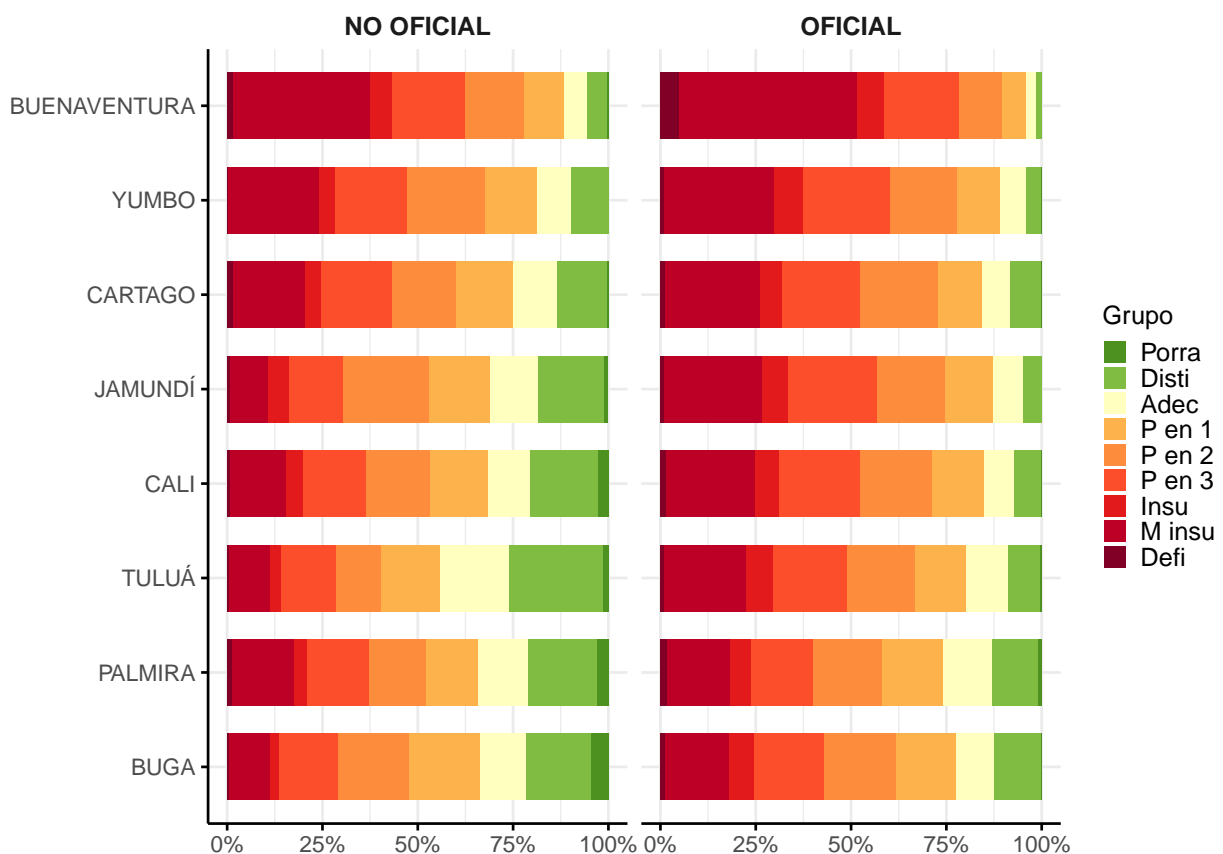 NO OFICIAL
OFICIAL
BUENAVENTURA
YUMBO
CARTAGO
JAMUNDÍ
CALI
TULUÁ
PALMIRA
BUGA
0% 25% 50% 75% 100% 0% 25% 50% 75% 100%
Grupo
Porra
Disti
Adec
P en 1
P en 2
P en 3
Insu
M insu
Defi